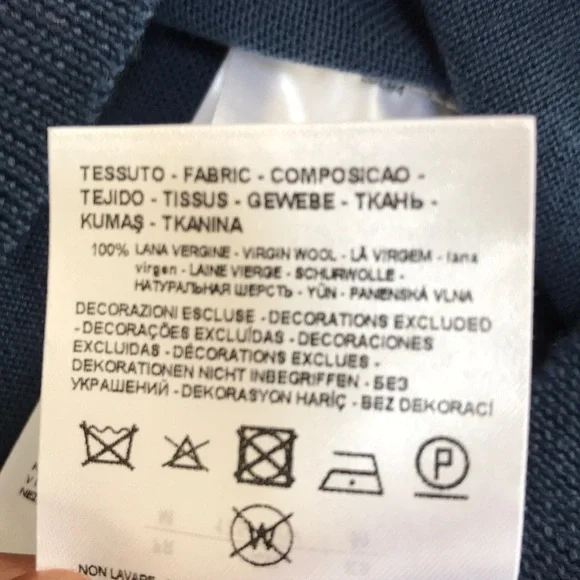 TESSUTO - FABRIC - COMPOSICAO -
TEJIDO - TISSUS - GEWEBE - ТКАНЬ -
KUMAŞ - TKANINA
100% LANA VERGINE - VIRGIN WOOL - LÃ VIRGEM - lana
virgen - LAINE VIERGE - SCHURWOLLE -
НАТУРАЛЬНАЯ ШЕРСТЬ - YÜN - PANENSKÁ VLNA
DECORAZIONI ESCLUSE - DECORATIONS EXCLUDED
- DECORAÇÕES EXCLUÍDAS - DECORACIONES
EXCLUIDAS - DÉCORATIONS EXCLUES -
DEKORATIONEN NICHT INBEGRIFFEN - БЕЗ
УКРАШЕНИЙ - DEKORASYON HARİÇ - BEZ DEKORACÍ
P
W
NON LAVARE